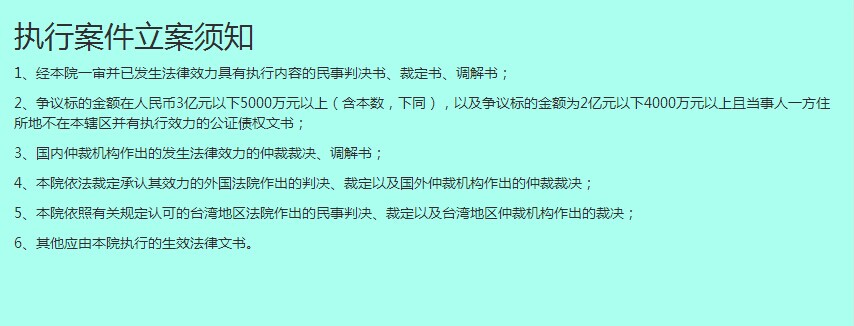 执行案件立案须知
1、经本院一审并已发生法律效力具有执行内容的民事判决书、裁定书、调解书；
2、争议标的金额在人民币3亿元以下5000万元以上（含本数，下同），以及争议标的金额为2亿元以下4000万元以上且当事人一方住
所地不在本辖区并有执行效力的公证债权文书；
3、国内仲裁机构作出的发生法律效力的仲裁裁决、调解书；
4、本院依法裁定承认其效力的外国法院作出的判决、裁定以及国外仲裁机构作出的仲裁裁决；
5、本院依照有关规定认可的台湾地区法院作出的民事判决、裁定以及台湾地区仲裁机构作出的裁决；
6、其他应由本院执行的生效法律文书。